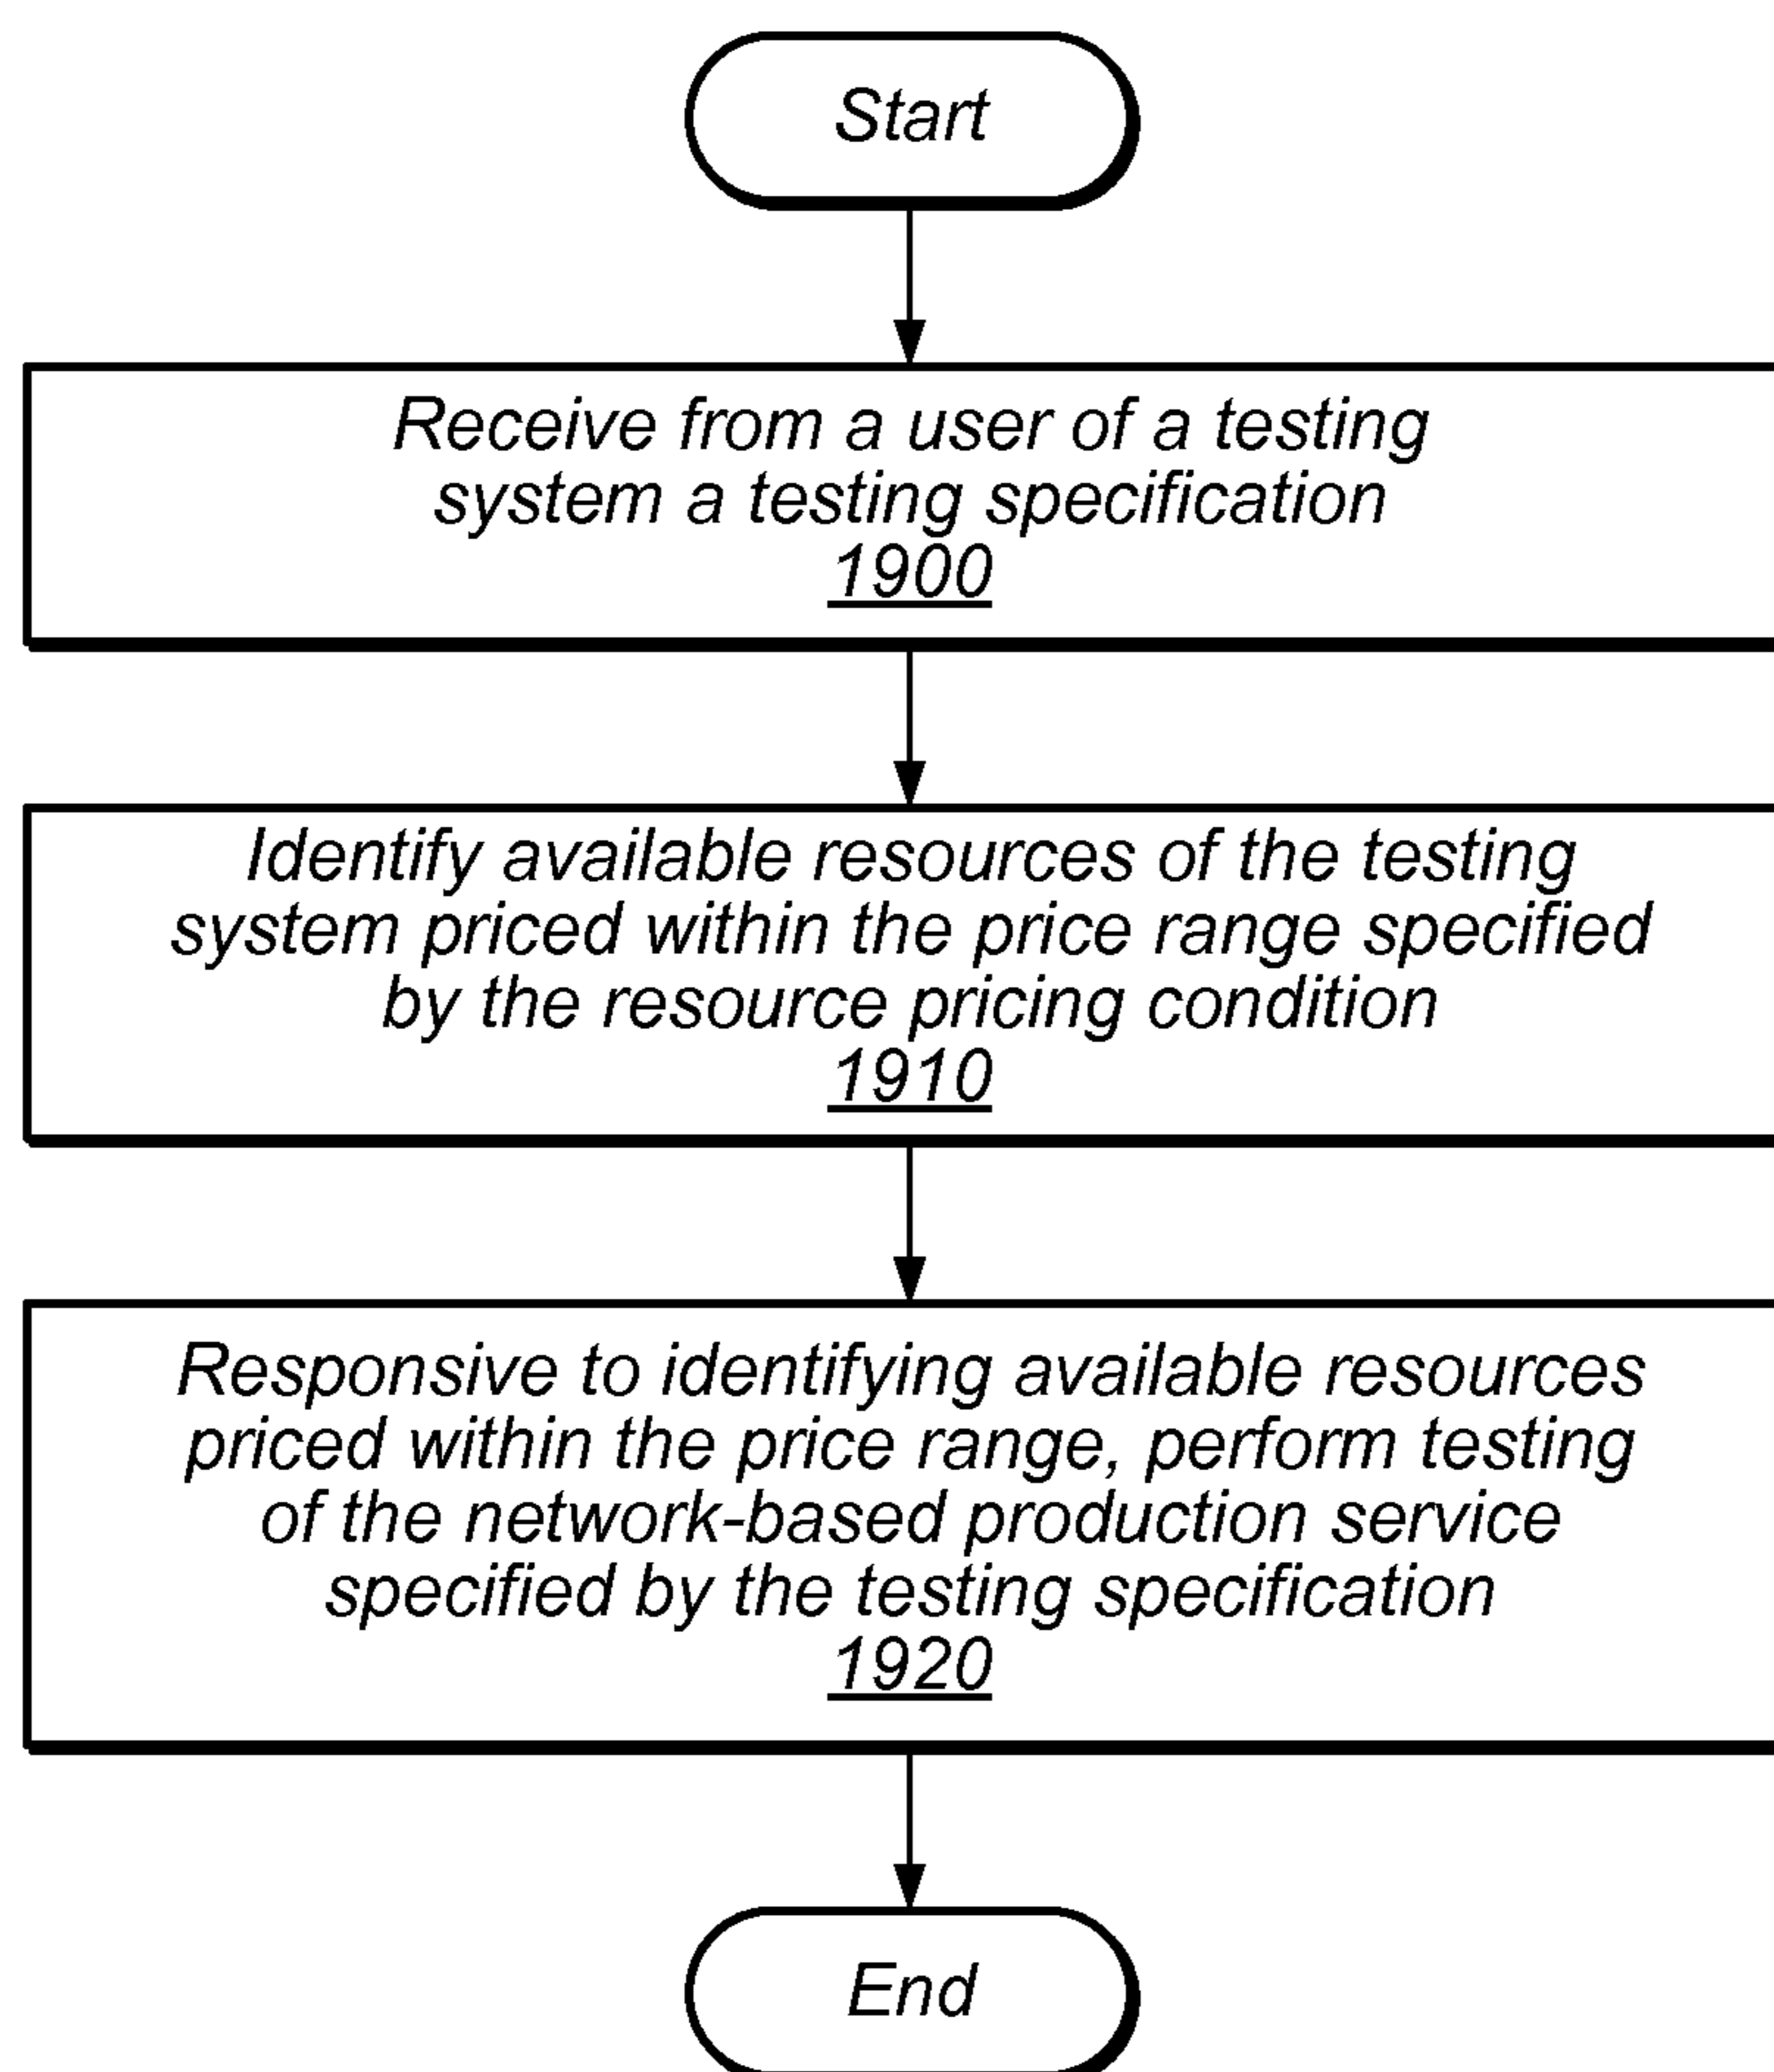 Start
Receive from a user of a testing
system a testing specification
1900
Identify available resources of the testing
system priced within the price range specified
by the resource pricing condition
1910
Responsive to identifying available resources
priced within the price range, perform testing
of the network-based production service
specified by the testing specification
1920
End